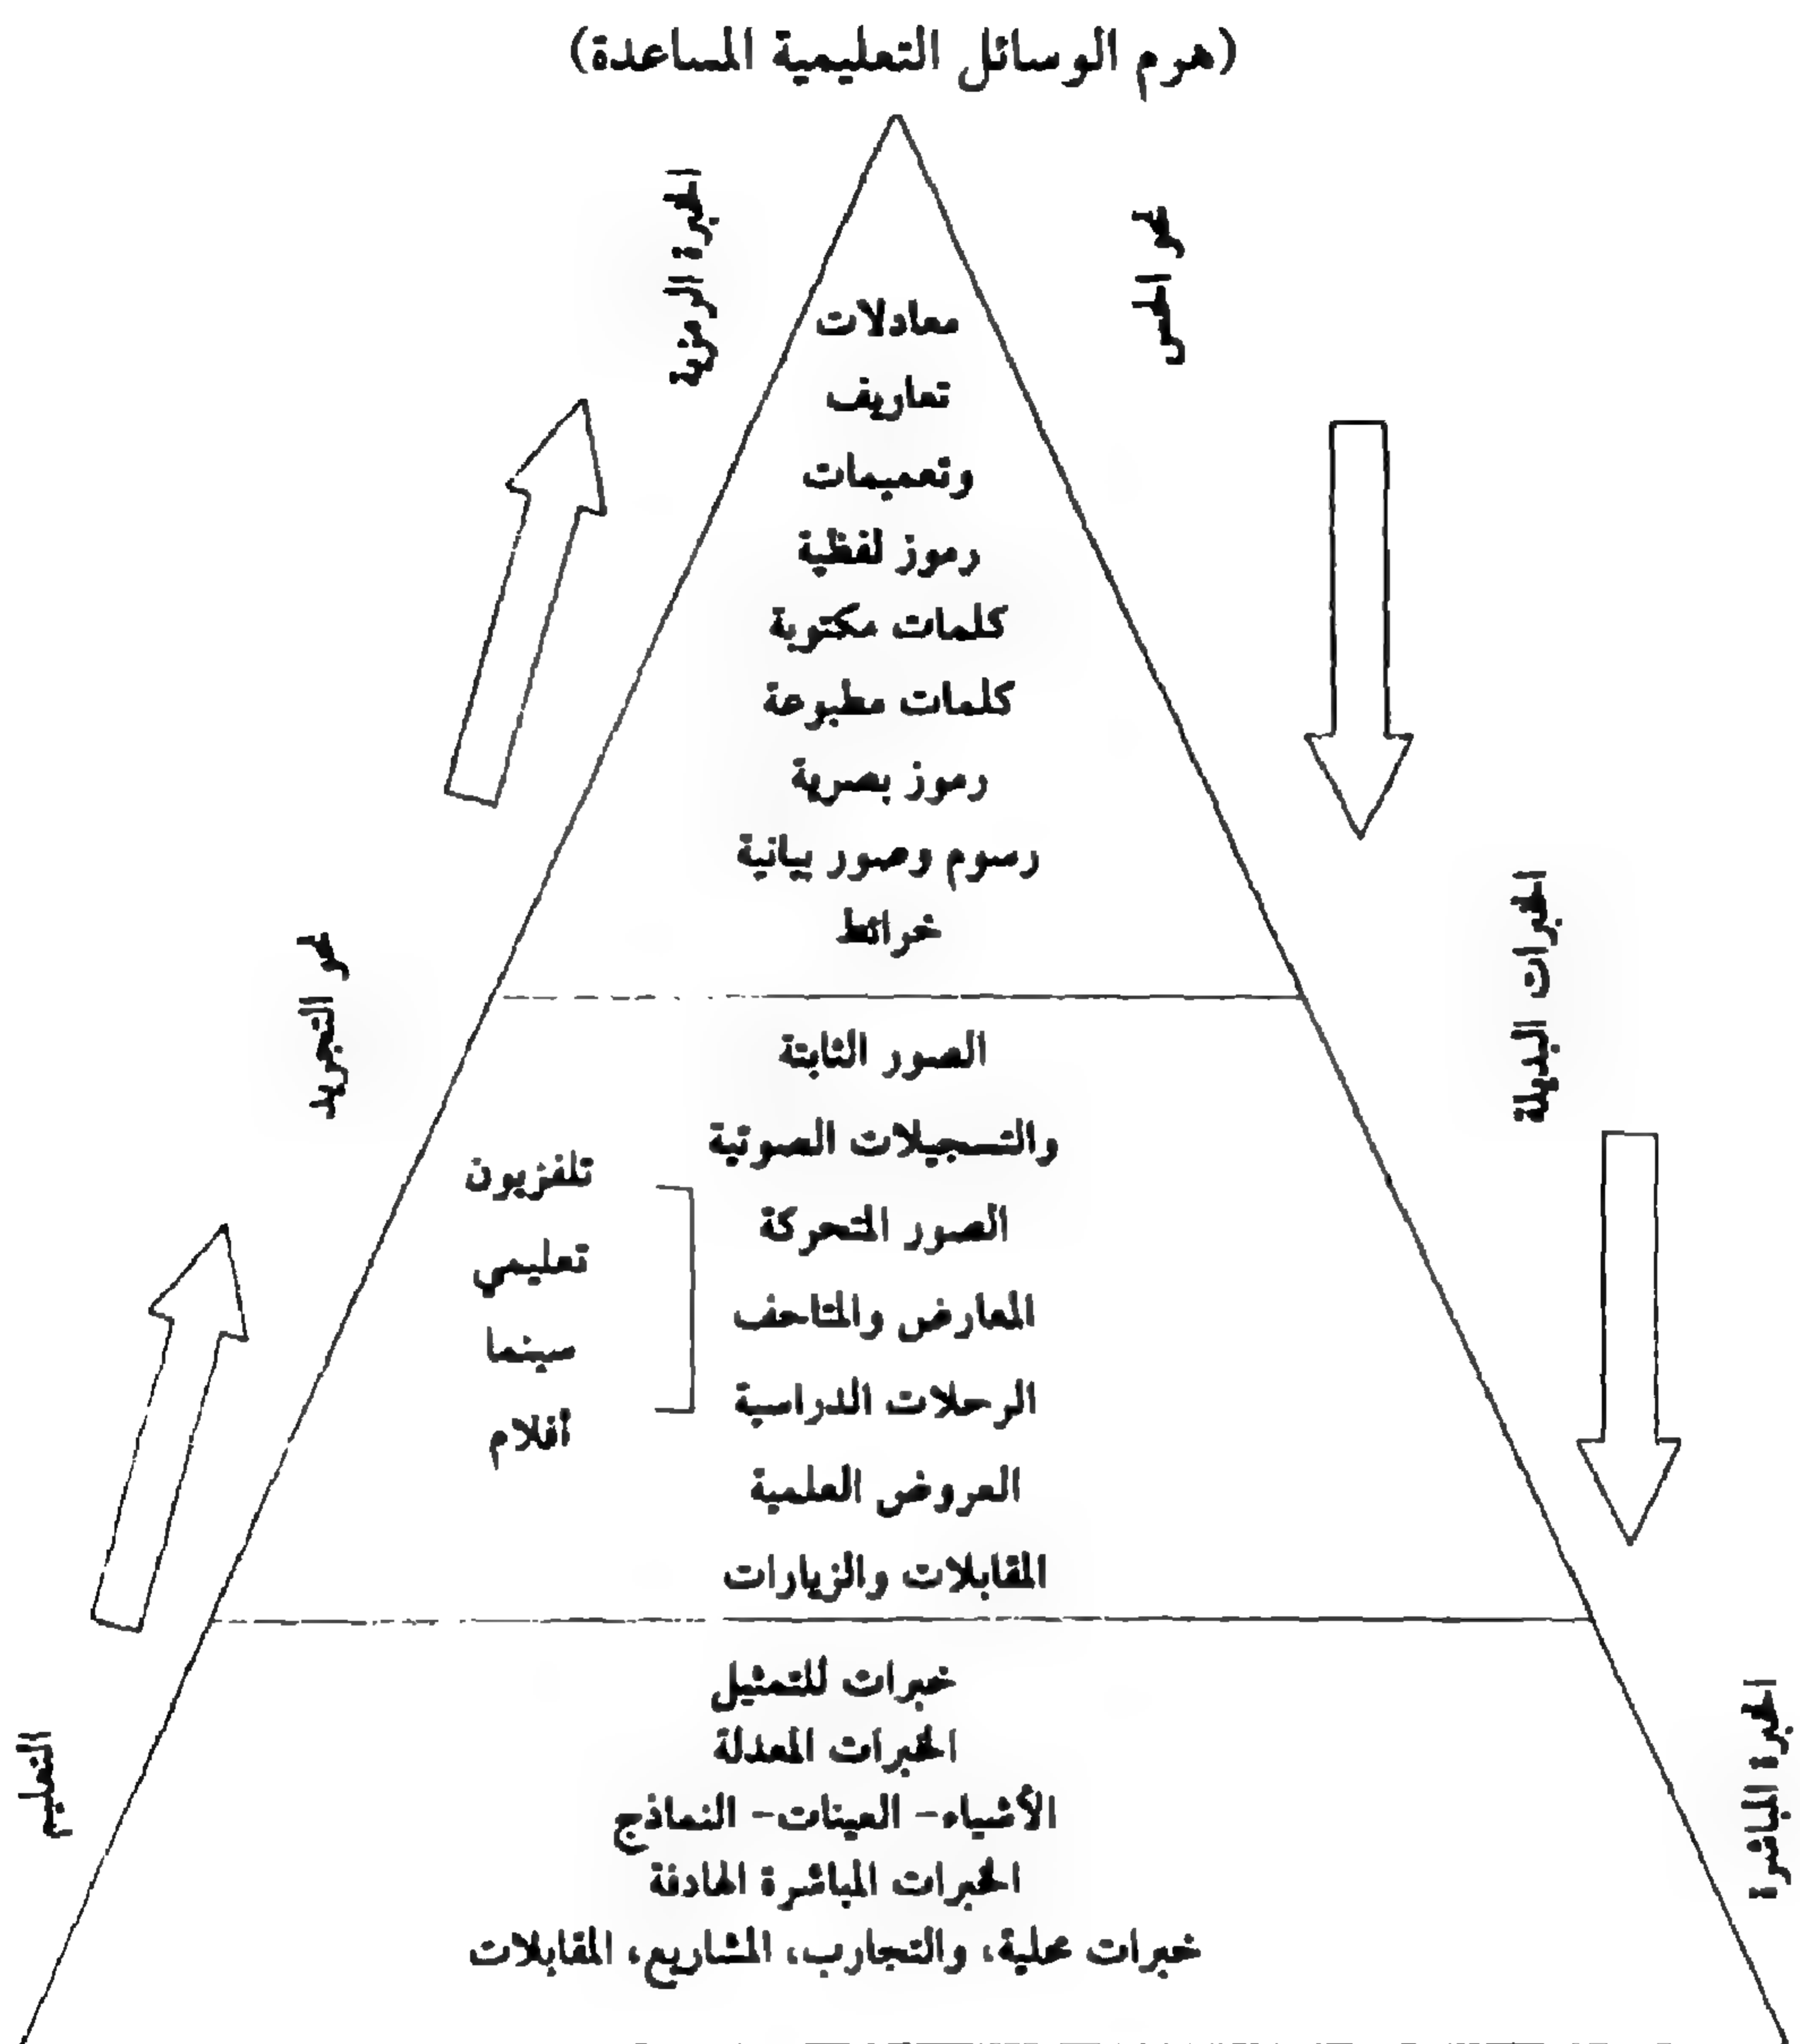 (هرم الوسائل التعليمية المساعدة)
الخبرة الرمزية
نحو الحس
معادلات
تعاريف
وتعميمات
رموز لفظية
كلمات مكتوبة
كلمات مطبوعة
رموز بصرية
رسوم وصور بيانية
خرائط
نحو التجريد
الخبرات البديلة
الصور الثابتة
والتسجيلات الصوتية
الصور المتحركة
المعارض والمتاحف
الرحلات الدراسية
العروض العلمية
المقابلات والزيارات
تلفزيون
تعليمي
سينما
أفلام
خبرات للتمثيل
الخبرات المعدلة
الأشياء- العينات- النماذج
الخبرات المباشرة الهادفة
خبرات عملية، والتجارب، المشاريع، المقابلات
الخبرة المباشرة